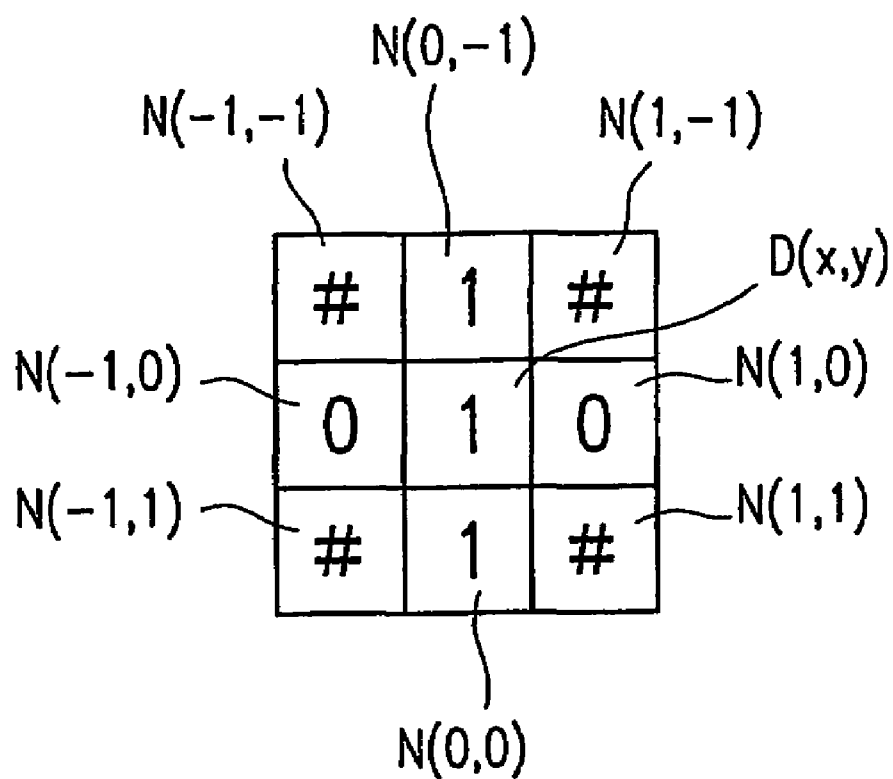 N(0,-1)
N(-1,-1)
N(1,-1)
D(x,y)
# 1 #
N(-1,0)
N(1,0)
0 1 0
N(-1,1)
N(1,1)
# 1 #
N(0,0)